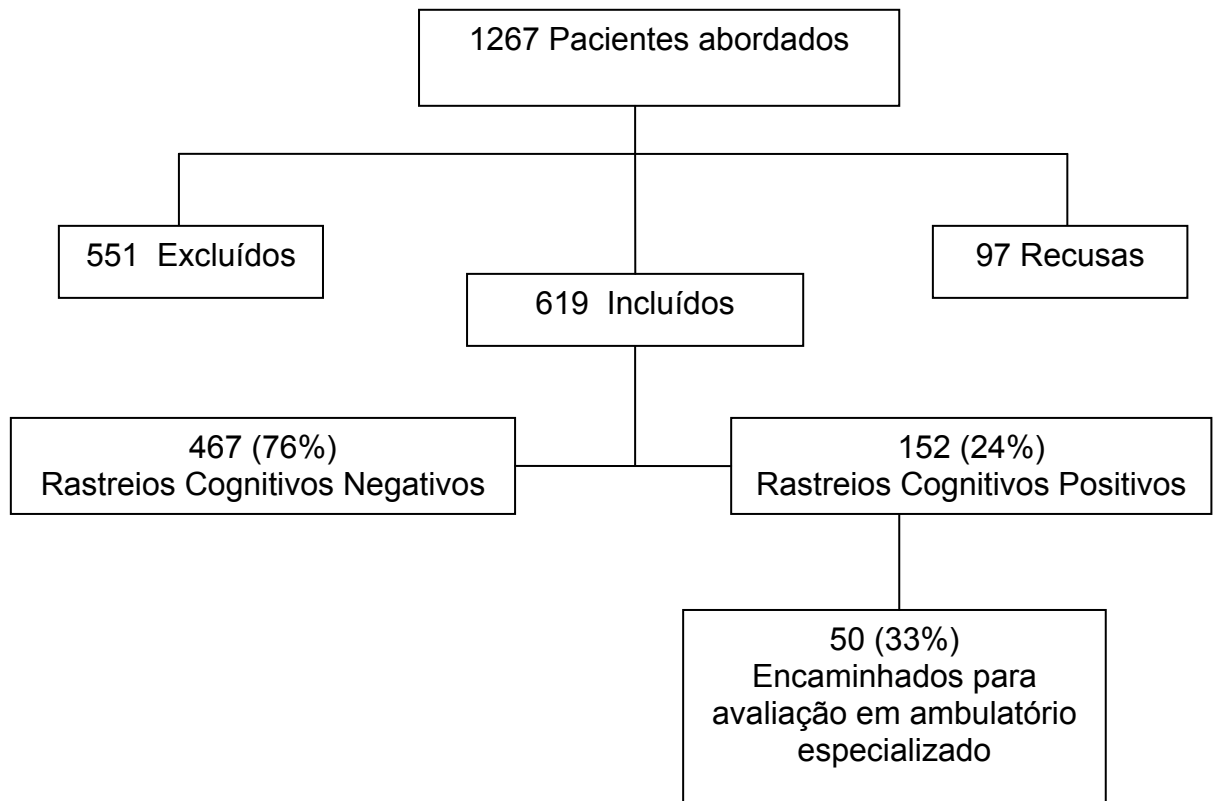 1267 Pacientes abordados
551 Excluídos
97 Recusas
619 Incluídos
467 (76%)
Rastreios Cognitivos Negativos
152 (24%)
Rastreios Cognitivos Positivos
50 (33%)
Encaminhados para
avaliação em ambulatório
especializado